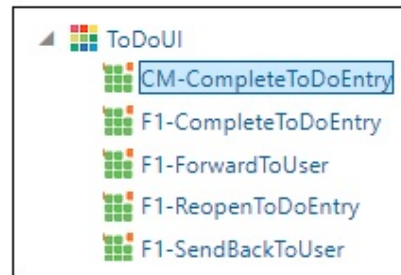 ToDoUI
CM-CompleteToDoEntry
F1-CompleteToDoEntry
F1-ForwardToUser
F1-ReopenToDoEntry
F1-SendBackToUser